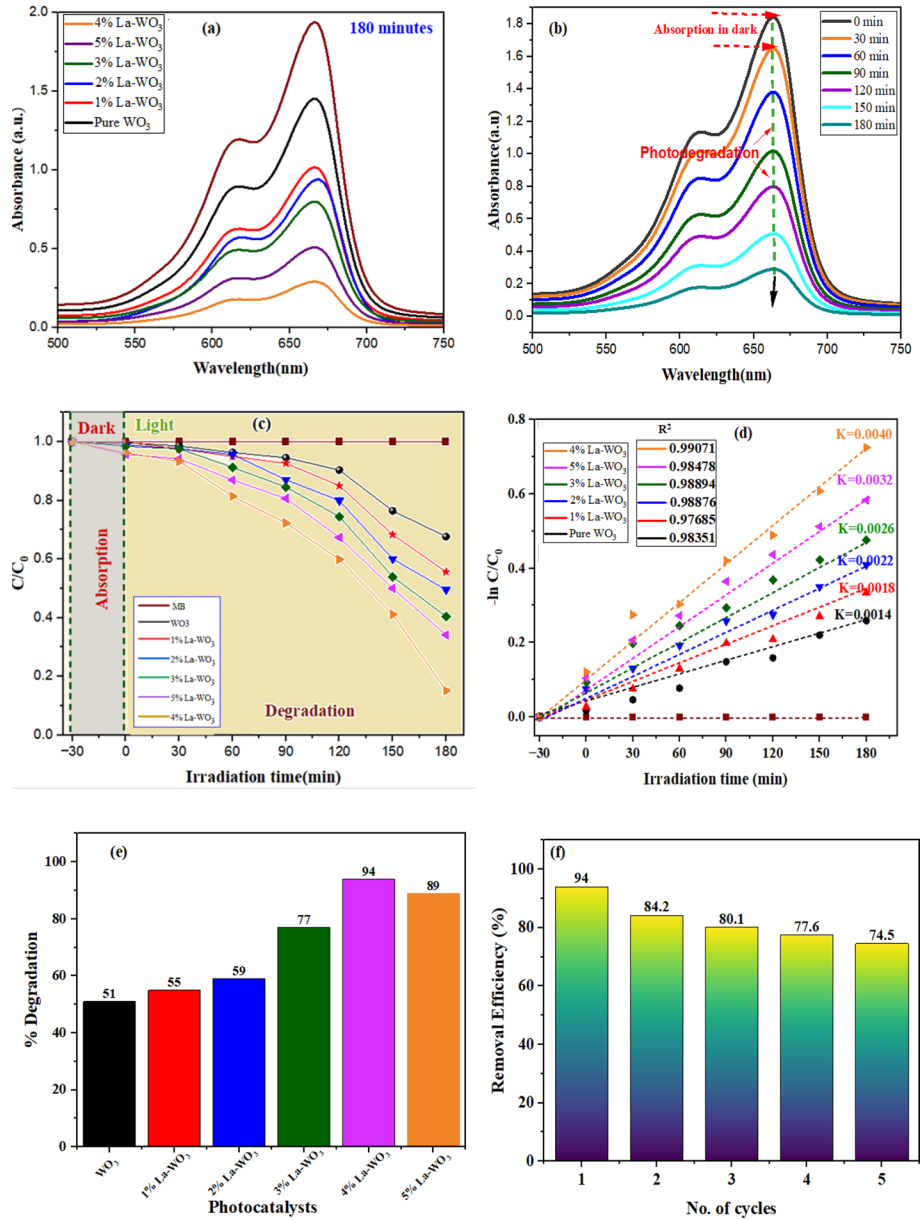 (a)
180 minutes
4% La-WO₃
5% La-WO₃
3% La-WO₃
2% La-WO₃
1% La-WO₃
Pure WO₃
Absorbance (a.u.)
2.0
1.5
1.0
0.5
0.0
500 550 600 650 700 750
Wavelength(nm)
(b)
Absorption in dark
Photodegradation
0 min
30 min
60 min
90 min
120 min
150 min
180 min
Absorbance(a.u)
1.8
1.6
1.4
1.2
1.0
0.8
0.6
0.4
0.2
0.0
500 550 600 650 700 750
Wavelength(nm)
(c)
Dark
Light
Absorption
Degradation
MB
WO3
1% La-WO₃
2% La-WO₃
3% La-WO₃
5% La-WO₃
4% La-WO₃
C/C₀
1.0
0.8
0.6
0.4
0.2
0.0
−30 0 30 60 90 120 150 180
Irradiation time(min)
(d)
R²
4% La-WO₃ 0.99071
5% La-WO₃ 0.98478
3% La-WO₃ 0.98894
2% La-WO₃ 0.98876
1% La-WO₃ 0.97685
Pure WO₃ 0.98351
K=0.0040
K=0.0032
K=0.0026
K=0.0022
K=0.0018
K=0.0014
-ln C/C₀
0.8
0.6
0.4
0.2
0.0
−30 0 30 60 90 120 150 180
Irradiation time (min)
(e)
% Degradation
100
80
60
40
20
0
51
55
59
77
94
89
WO₃
1% La-WO₃
2% La-WO₃
3% La-WO₃
4% La-WO₃
5% La-WO₃
Photocatalysts
(f)
Removal Efficiency (%)
100
80
60
40
20
0
94
84.2
80.1
77.6
74.5
1 2 3 4 5
No. of cycles